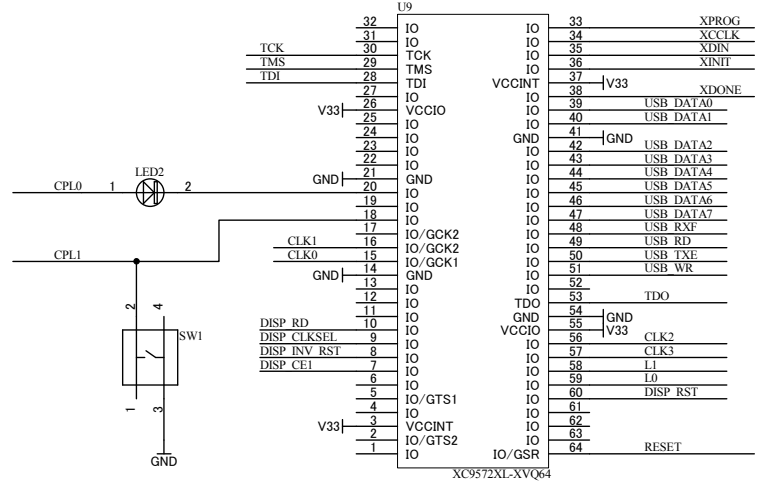 U9
32 IO IO 33 XPROG
31 IO IO 34 XCCLK
TCK 30 TCK IO 35 XDIN
TMS 29 TMS IO 36 XINIT
TDI 28 TDI VCCINT 37 V33
27 IO IO 38 XDONE
V33 26 VCCIO IO 39 USB_DATA0
25 IO IO 40 USB_DATA1
24 IO GND 41 GND
23 IO IO 42 USB_DATA2
22 IO IO 43 USB_DATA3
GND 21 GND IO 44 USB_DATA4
CPL0 1 LED2 2 20 IO IO 45 USB_DATA5
19 IO IO 46 USB_DATA6
18 IO IO 47 USB_DATA7
17 IO/GCK2 IO 48 USB_RXF
CLK1 16 IO/GCK2 IO 49 USB_RD
CPL1 CLK0 15 IO/GCK1 IO 50 USB_TXE
GND 14 GND IO 51 USB_WR
13 IO IO 52
12 IO TDO 53 TDO
11 IO GND 54 GND
DISP_RD 10 IO VCCIO 55 V33
DISP_CLKSEL 9 IO IO 56 CLK2
DISP_INV_RST 8 IO IO 57 CLK3
DISP_CE1 7 IO IO 58 L1
6 IO IO 59 L0
5 IO/GTS1 IO 60 DISP_RST
4 IO IO 61
V33 3 VCCINT IO 62
2 IO/GTS2 IO 63
1 IO IO/GSR 64 RESET
2 4
SW1
1 3
GND
XC9572XL-XVQ64